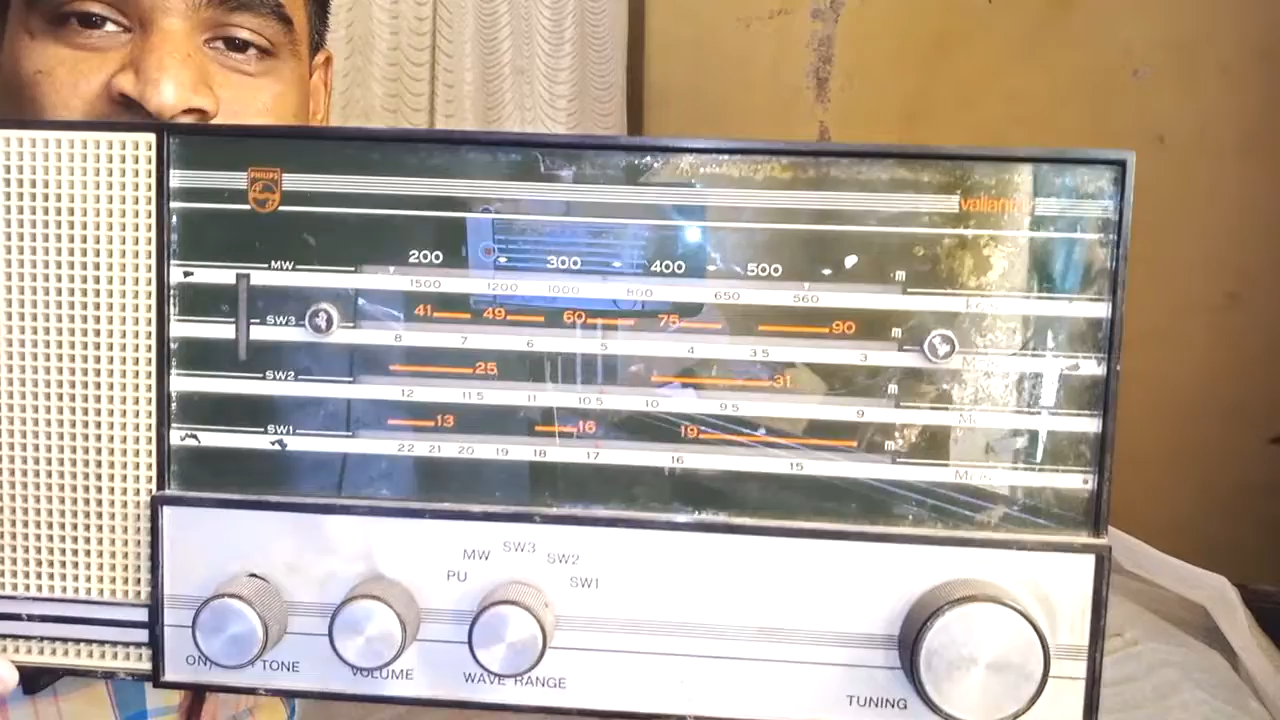 PHILIPS
valiant
MW 200 300 400 500 m
1500 1200 1000 800 650 560
SW3 41 49 60 75 90 m
8 7 6 5 4 3.5 3
SW2 25 31 m
12 11.5 11 10.5 10 9.5 9
SW1 13 16 19 m
22 21 20 19 18 17 16 15
PU MW SW3 SW2 SW1
TONE
VOLUME
WAVE RANGE
TUNING